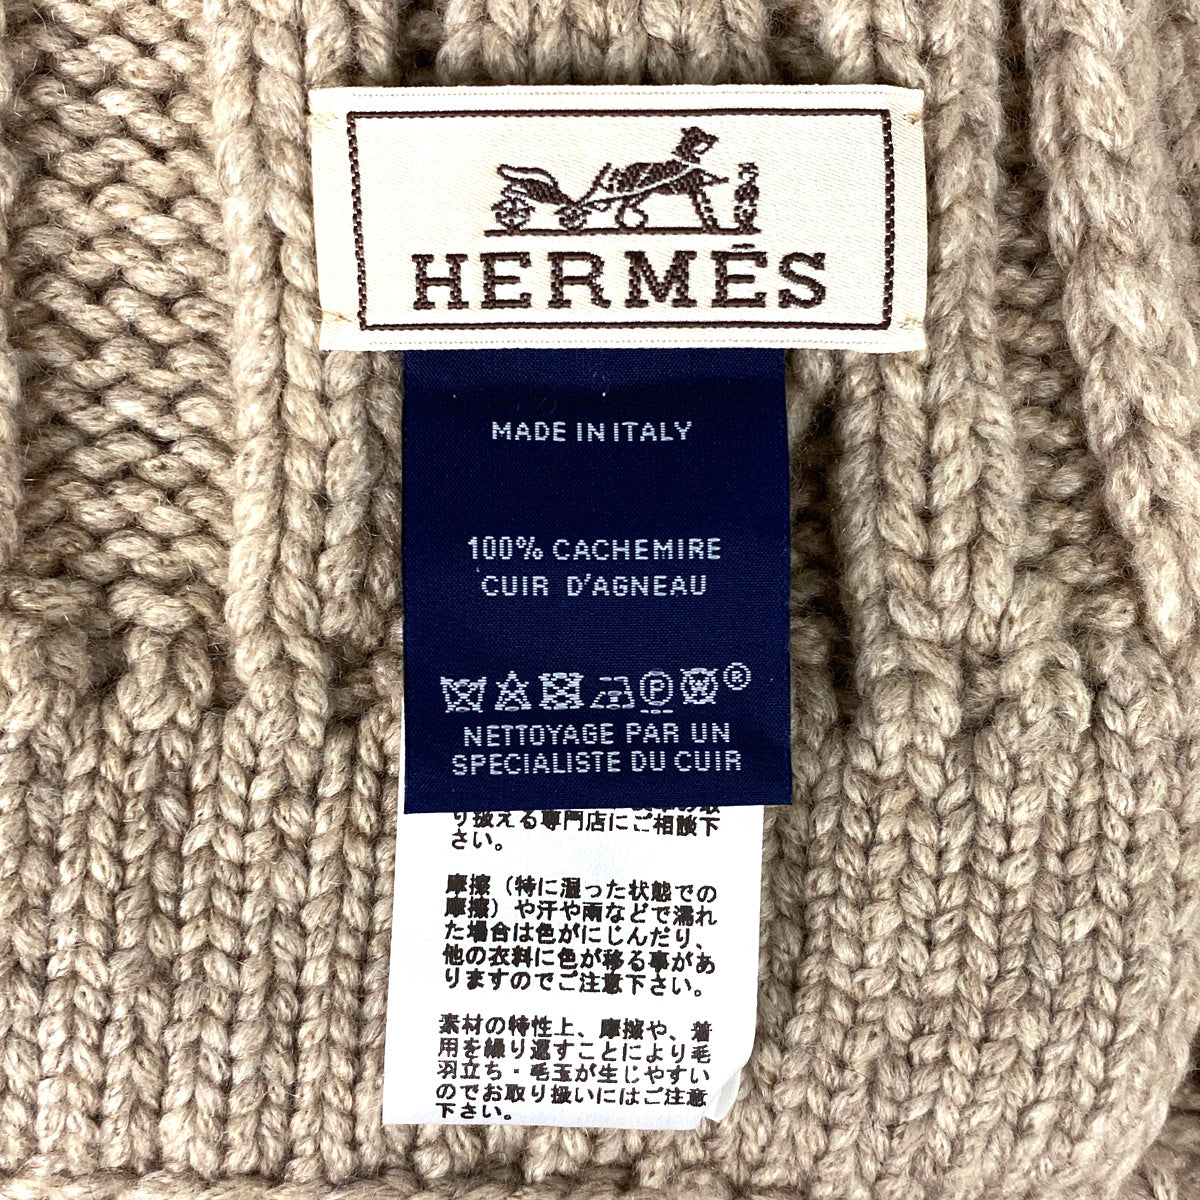 HERMÈS
MADE IN ITALY
100% CACHEMIRE
CUIR D'AGNEAU
P W ®
NETTOYAGE PAR UN
SPECIALISTE DU CUIR
り扱える専門店にご相談下
さい。
摩擦（特に湿った状態での
摩擦）や汗や雨などで濡れ
た場合は色がにじんだり、
他の衣料に色が移る事があ
りますのでご注意下さい。
素材の特性上、摩擦や、着
用を繰り返すことにより毛
羽立ち・毛玉が生じやすい
のでお取り扱いにはご注意
下さい。